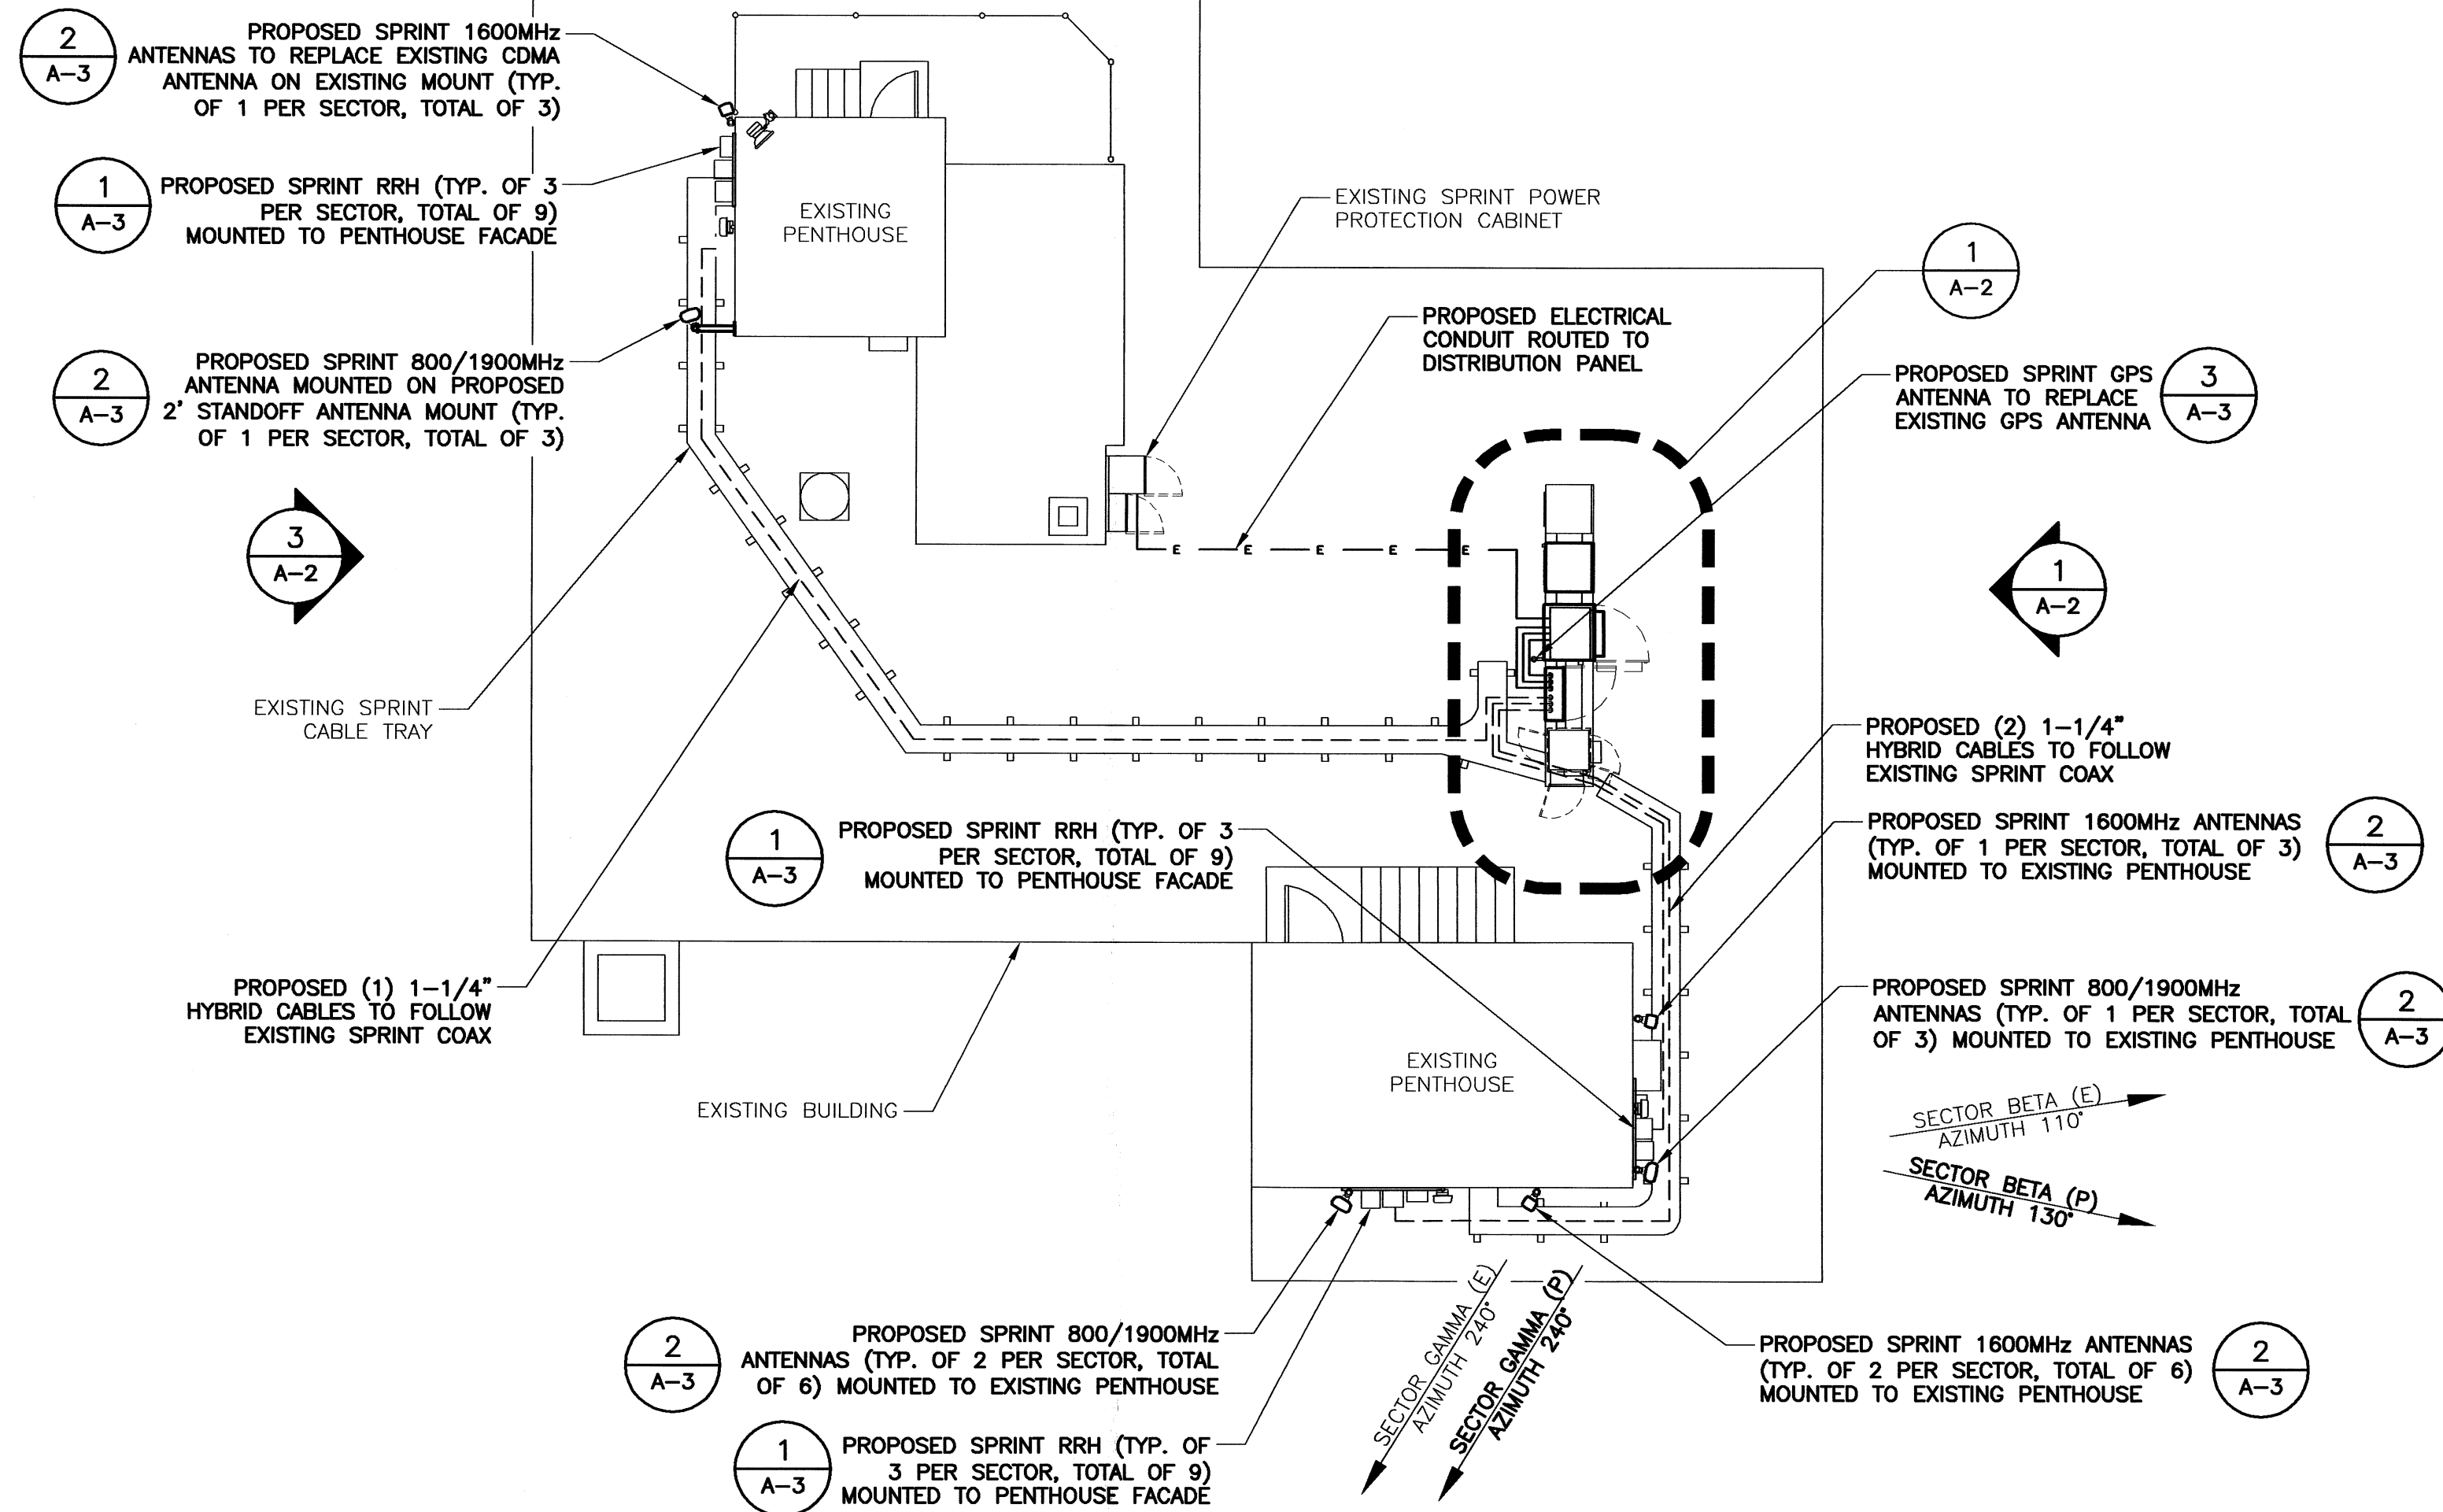 2
A-3
PROPOSED SPRINT 1600MHz
ANTENNAS TO REPLACE EXISTING CDMA
ANTENNA ON EXISTING MOUNT (TYP.
OF 1 PER SECTOR, TOTAL OF 3)
1
A-3
PROPOSED SPRINT RRH (TYP. OF 3
PER SECTOR, TOTAL OF 9)
MOUNTED TO PENTHOUSE FACADE
EXISTING
PENTHOUSE
EXISTING SPRINT POWER
PROTECTION CABINET
1
A-2
PROPOSED ELECTRICAL
CONDUIT ROUTED TO
DISTRIBUTION PANEL
2
A-3
PROPOSED SPRINT 800/1900MHz
ANTENNA MOUNTED ON PROPOSED
2' STANDOFF ANTENNA MOUNT (TYP.
OF 1 PER SECTOR, TOTAL OF 3)
PROPOSED SPRINT GPS
ANTENNA TO REPLACE
EXISTING GPS ANTENNA
3
A-3
3
A-2
E E E E E
1
A-2
EXISTING SPRINT
CABLE TRAY
PROPOSED (2) 1-1/4"
HYBRID CABLES TO FOLLOW
EXISTING SPRINT COAX
1
A-3
PROPOSED SPRINT RRH (TYP. OF 3
PER SECTOR, TOTAL OF 9)
MOUNTED TO PENTHOUSE FACADE
PROPOSED SPRINT 1600MHz ANTENNAS
(TYP. OF 1 PER SECTOR, TOTAL OF 3)
MOUNTED TO EXISTING PENTHOUSE
2
A-3
PROPOSED (1) 1-1/4"
HYBRID CABLES TO FOLLOW
EXISTING SPRINT COAX
PROPOSED SPRINT 800/1900MHz
ANTENNAS (TYP. OF 1 PER SECTOR, TOTAL
OF 3) MOUNTED TO EXISTING PENTHOUSE
2
A-3
EXISTING
PENTHOUSE
EXISTING BUILDING
SECTOR BETA (E)
AZIMUTH 110°
SECTOR BETA (P)
AZIMUTH 130°
SECTOR GAMMA (E)
AZIMUTH 240°
SECTOR GAMMA (P)
AZIMUTH 240°
2
A-3
PROPOSED SPRINT 800/1900MHz
ANTENNAS (TYP. OF 2 PER SECTOR, TOTAL
OF 6) MOUNTED TO EXISTING PENTHOUSE
PROPOSED SPRINT 1600MHz ANTENNAS
(TYP. OF 2 PER SECTOR, TOTAL OF 6)
MOUNTED TO EXISTING PENTHOUSE
2
A-3
1
A-3
PROPOSED SPRINT RRH (TYP. OF
3 PER SECTOR, TOTAL OF 9)
MOUNTED TO PENTHOUSE FACADE